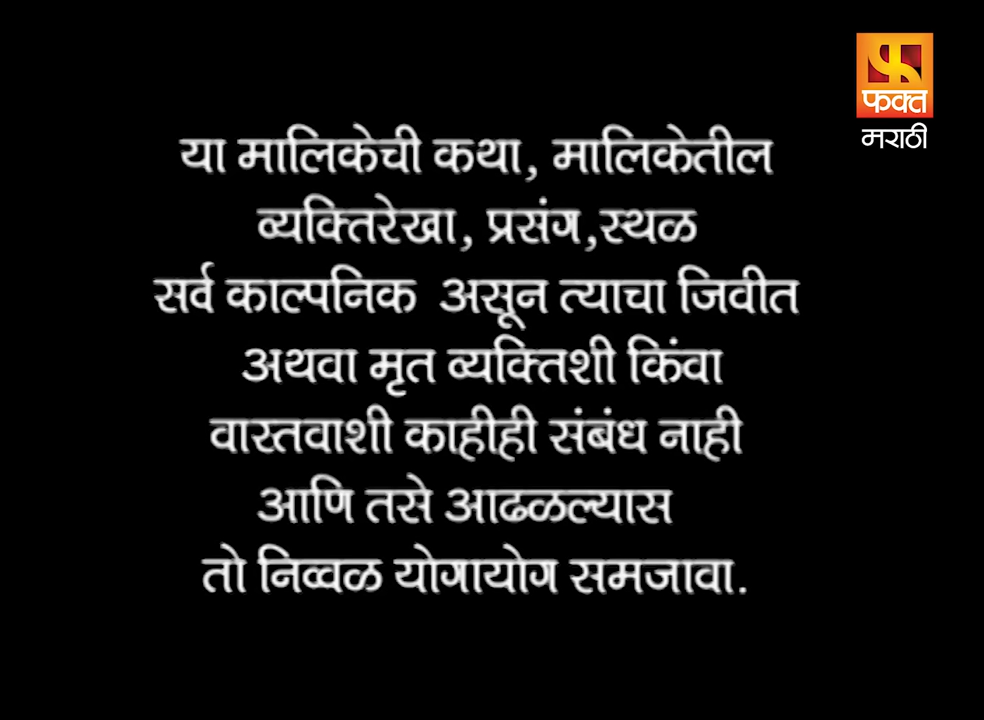 फक्त
मराठी
या मालिकेची कथा, मालिकेतील
व्यक्तिरेखा, प्रसंग,स्थळ
सर्व काल्पनिक असून त्याचा जिवीत
अथवा मृत व्यक्तिशी किंवा
वास्तवाशी काहीही संबंध नाही
आणि तसे आढळल्यास
तो निव्वळ योगायोग समजावा.